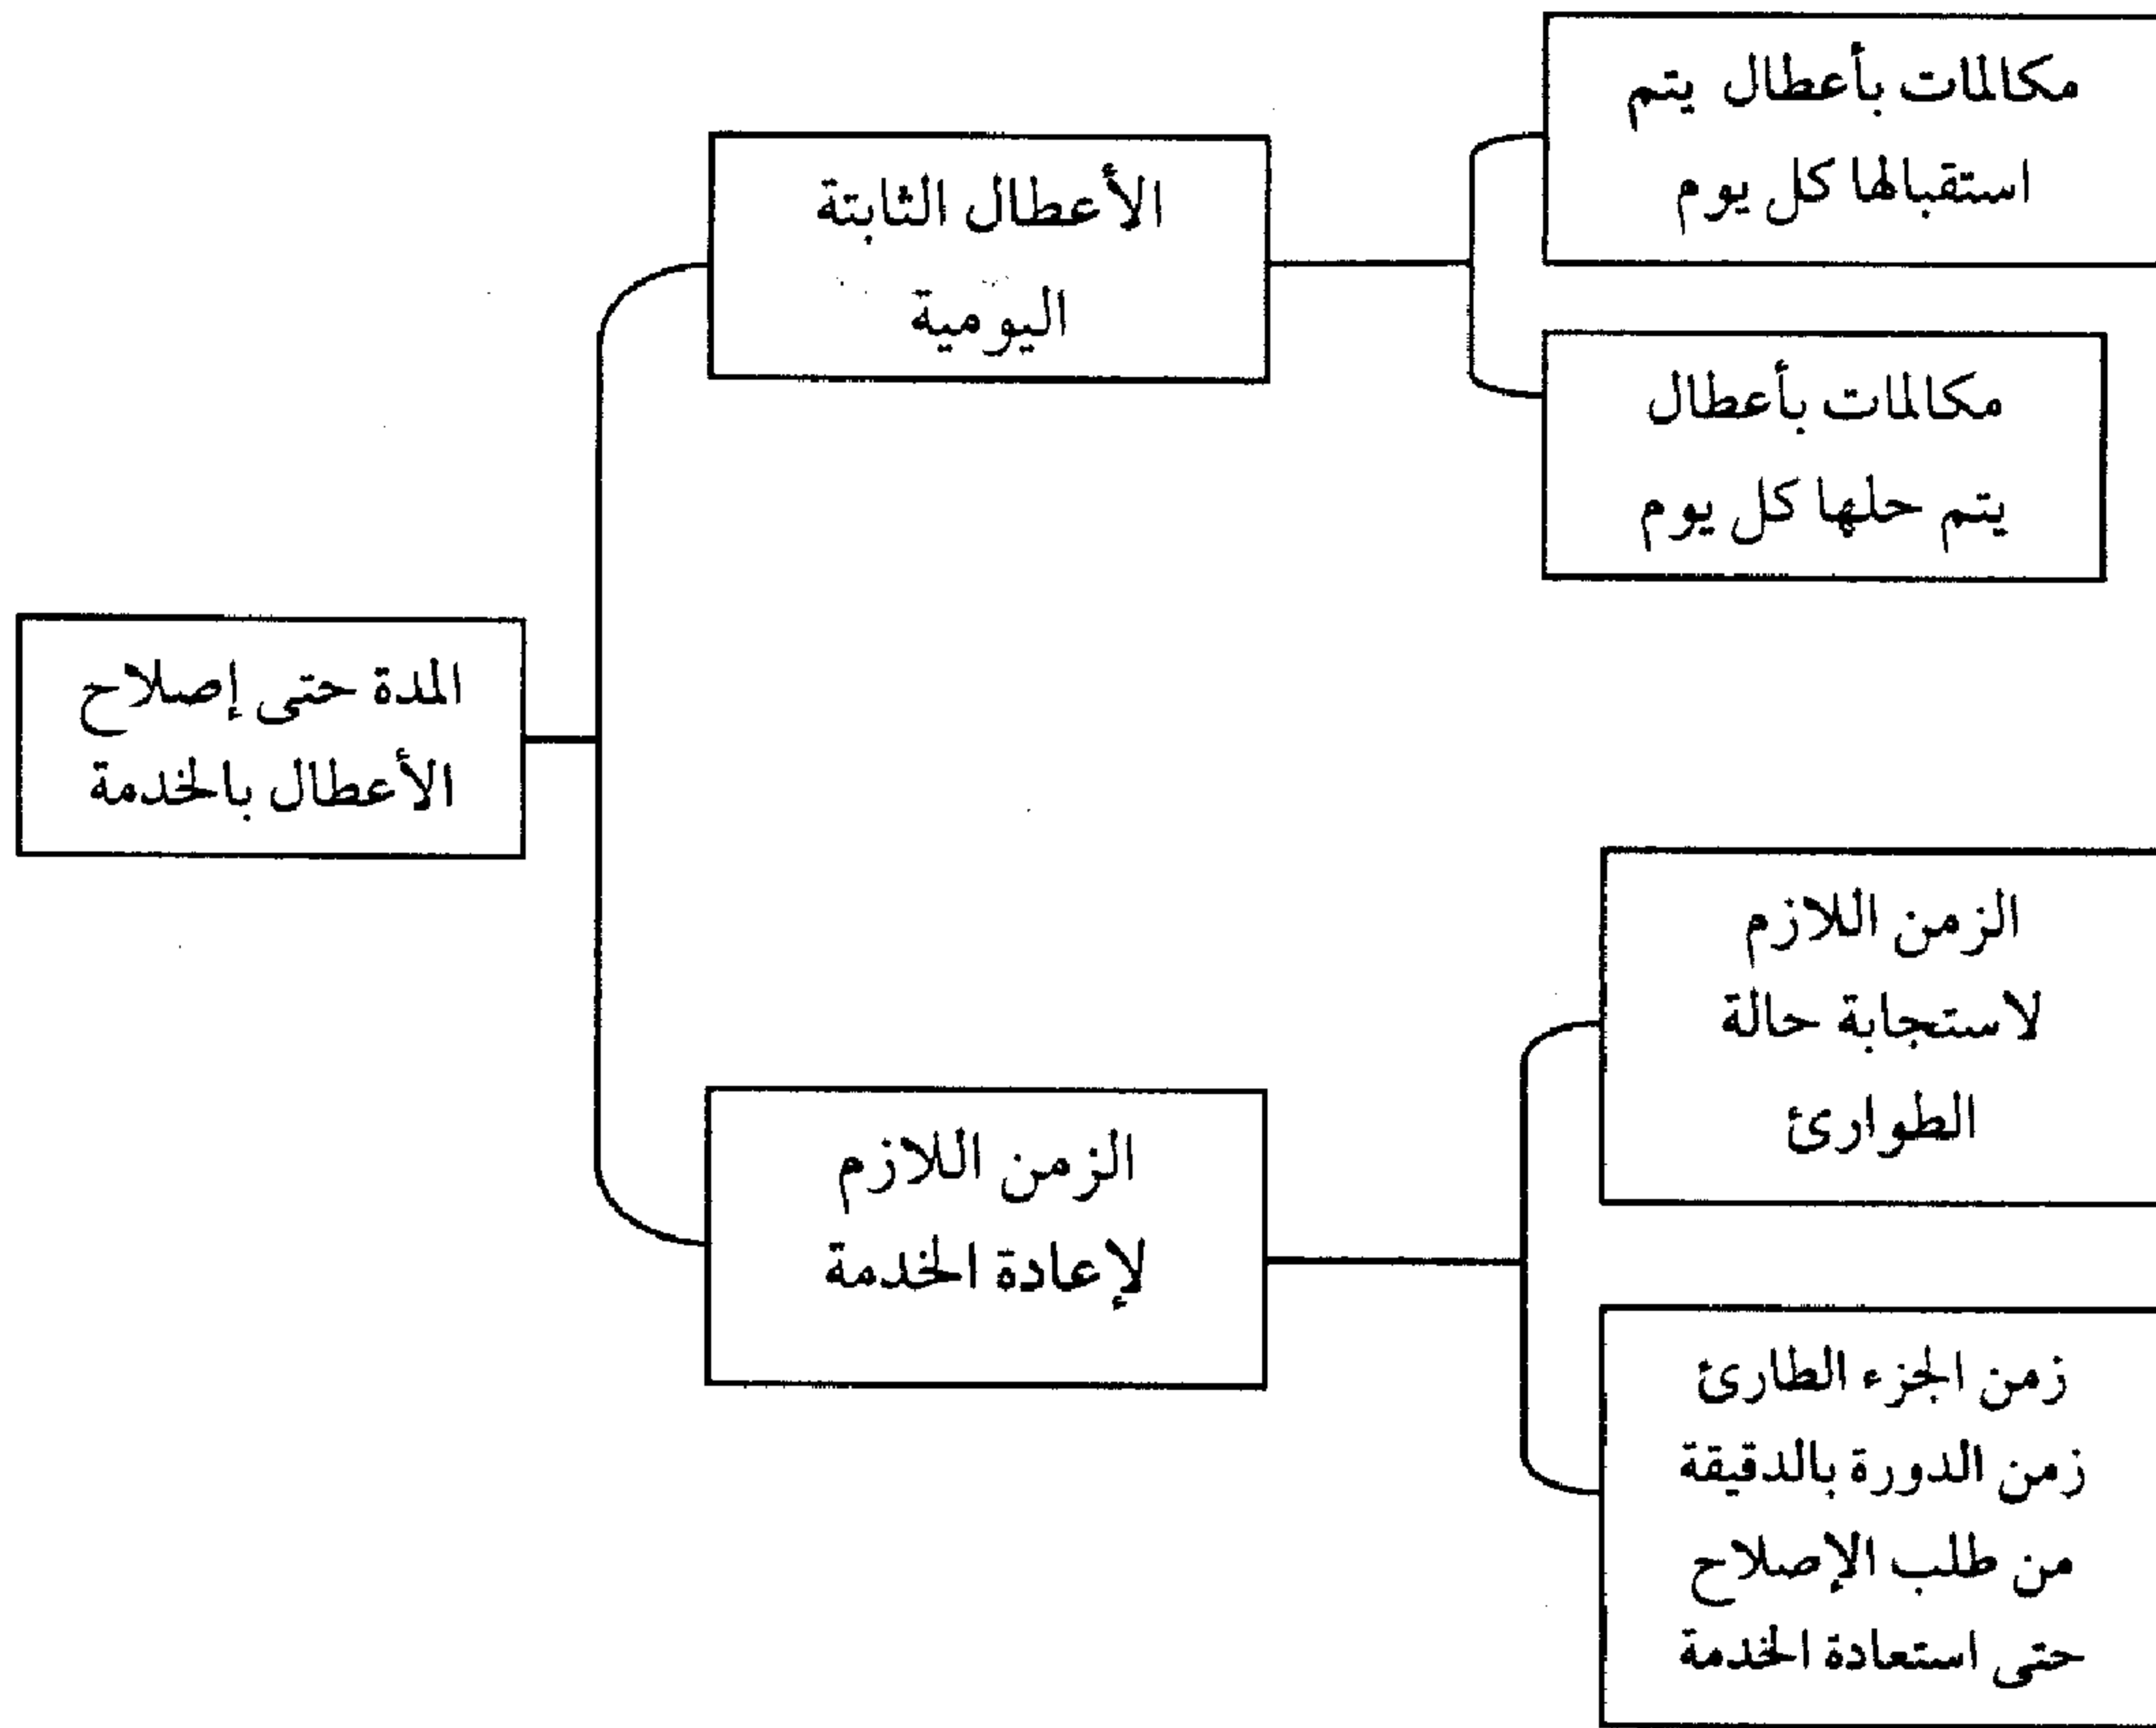 مكالمات بأعطال يتم
استقبالها كل يوم
الأعطال الثابتة
اليومية
مكالمات بأعطال
يتم حلها كل يوم
المدة حتى إصلاح
الأعطال بالخدمة
الزمن اللازم
لاستجابة حالة
الطوارئ
الزمن اللازم
لإعادة الخدمة
زمن الجزء الطارئ
زمن الدورة بالدقيقة
من طلب الإصلاح
حتى استعادة الخدمة